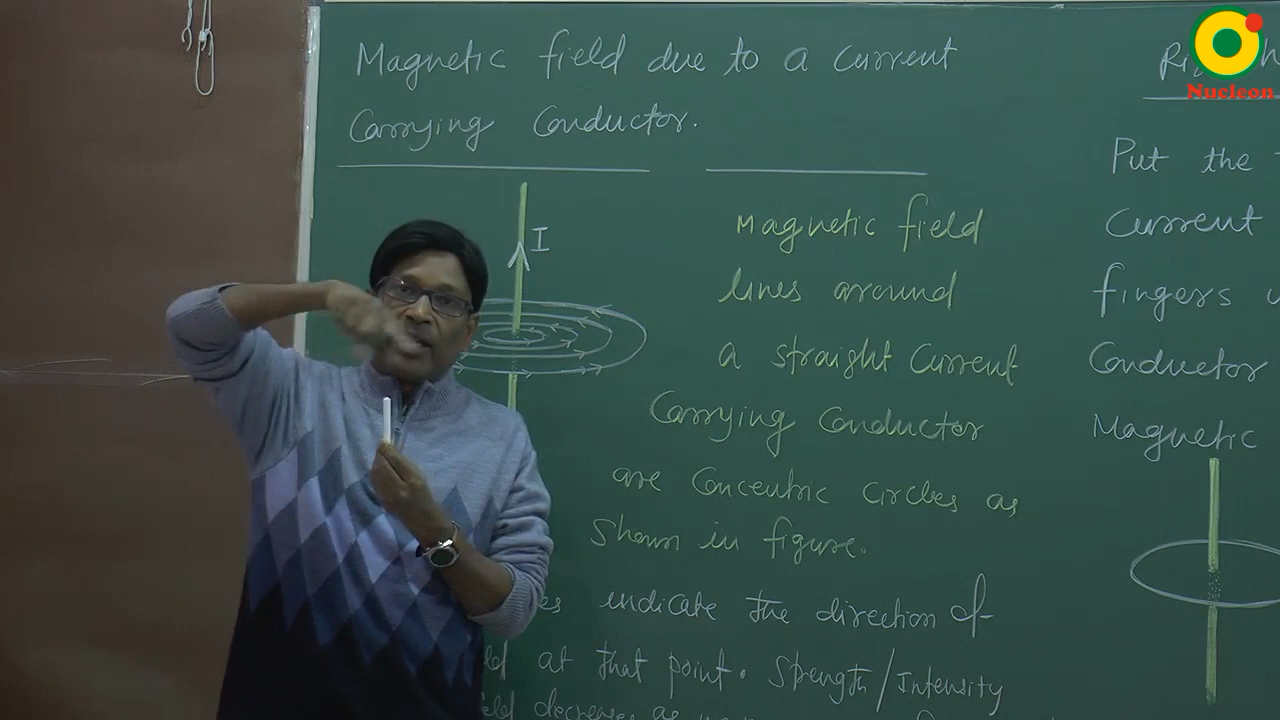 Magnetic field due to a current
Carrying Conductor.
I
Magnetic field
lines around
a straight Current
Carrying Conductor
are Concentric Circles as
Shown in figure.
indicate the direction of
at that point. Strength/Intensity
decreases as
Put the
Current
fingers
Conductor
Magnetic
Nucleon